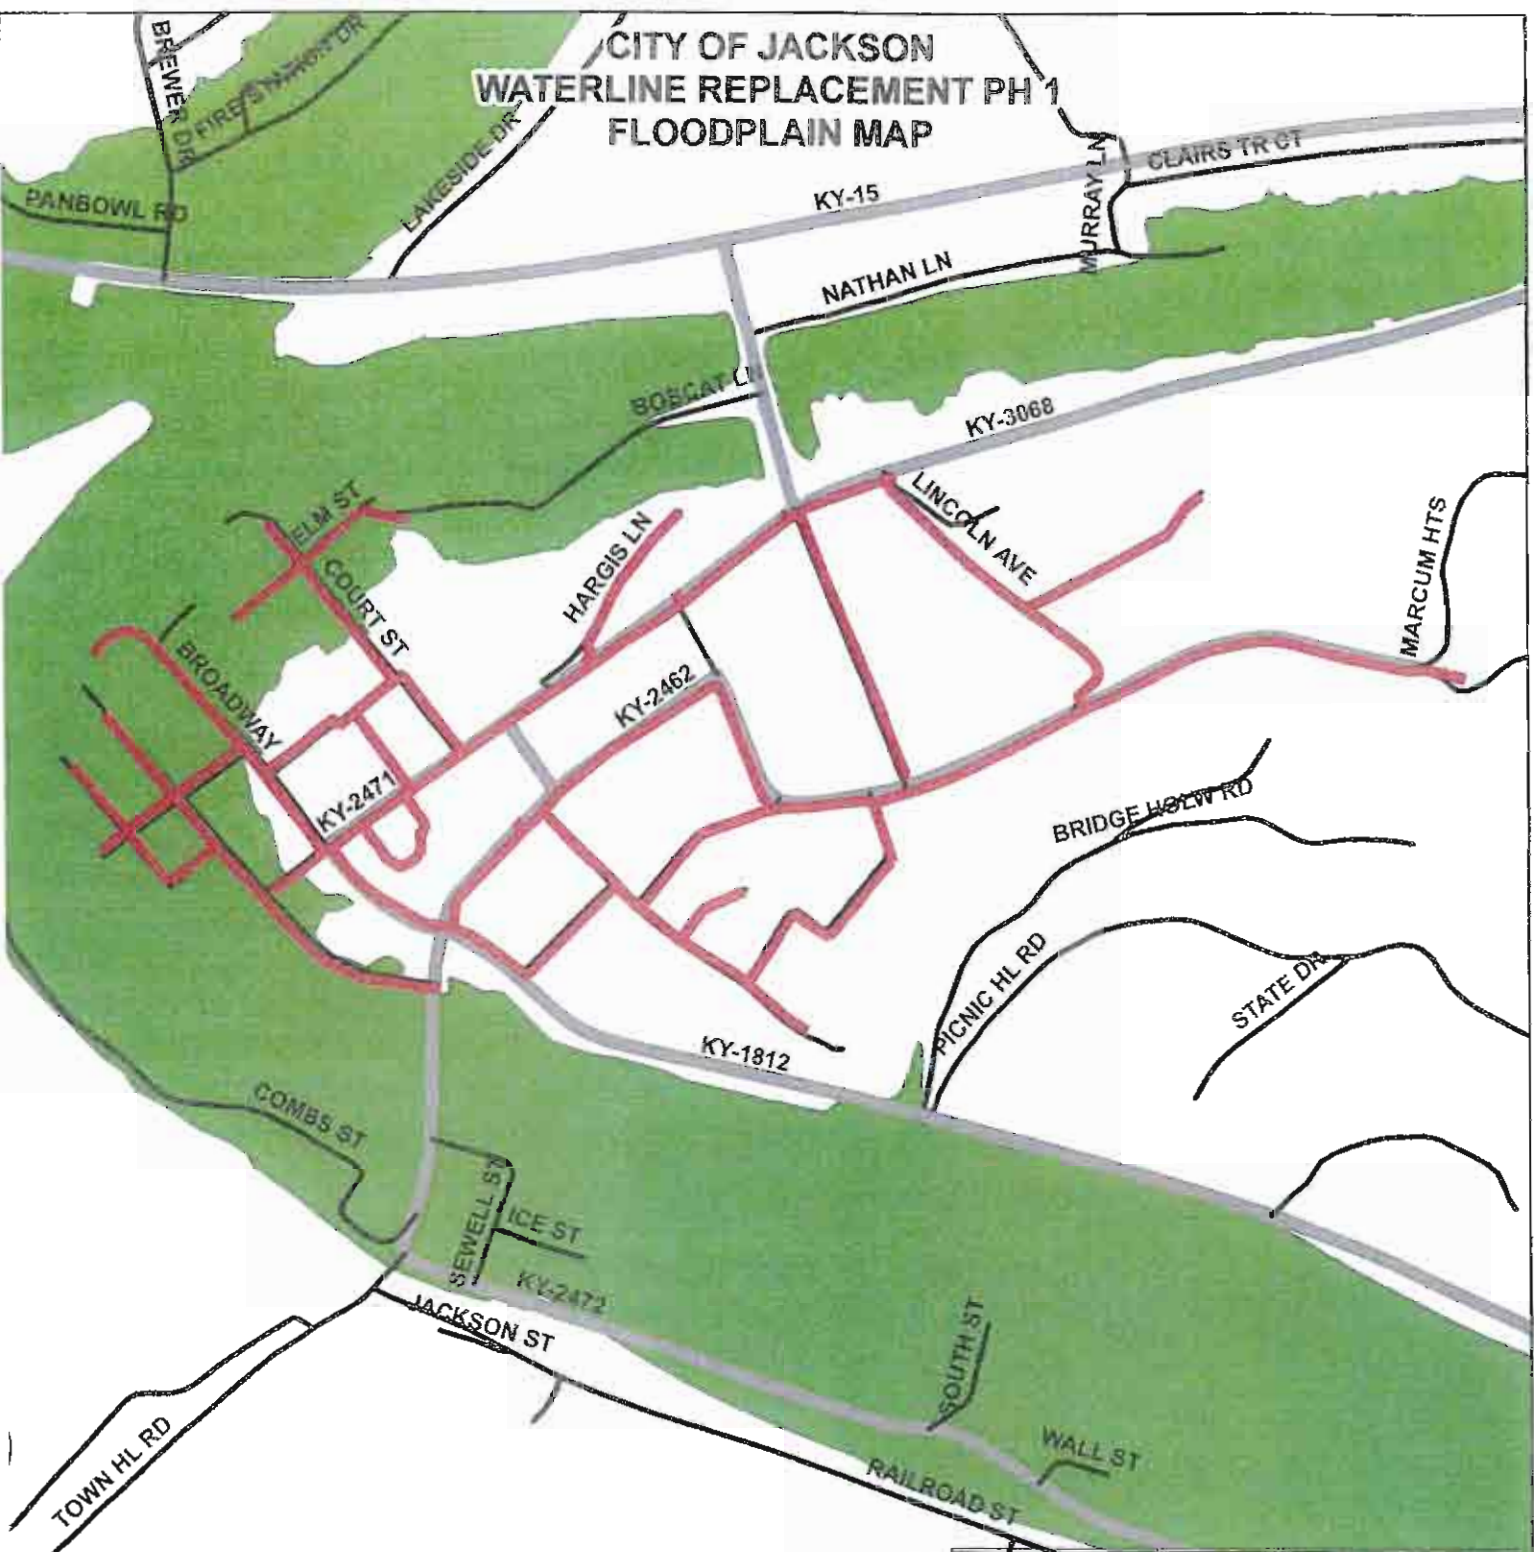 CITY OF JACKSON
WATERLINE REPLACEMENT PH 1
FLOODPLAIN MAP
BREWER DR
LAKESIDE DR
PANBOWL RD
KY-15
MURRAY LN
CLAIRS TR CT
NATHAN LN
BOBCAT LN
KY-3068
ELM ST
COURT ST
HARGIS LN
LINCOLN AVE
MARCUM HTS
BROADWAY
KY-2462
KY-2471
BRIDGE HOLW RD
PICNIC HL RD
STATE DR
KY-1812
COMBS ST
SEWELL ST
ICE ST
KY-2472
JACKSON ST
SOUTH ST
WALL ST
RAILROAD ST
TOWN HL RD